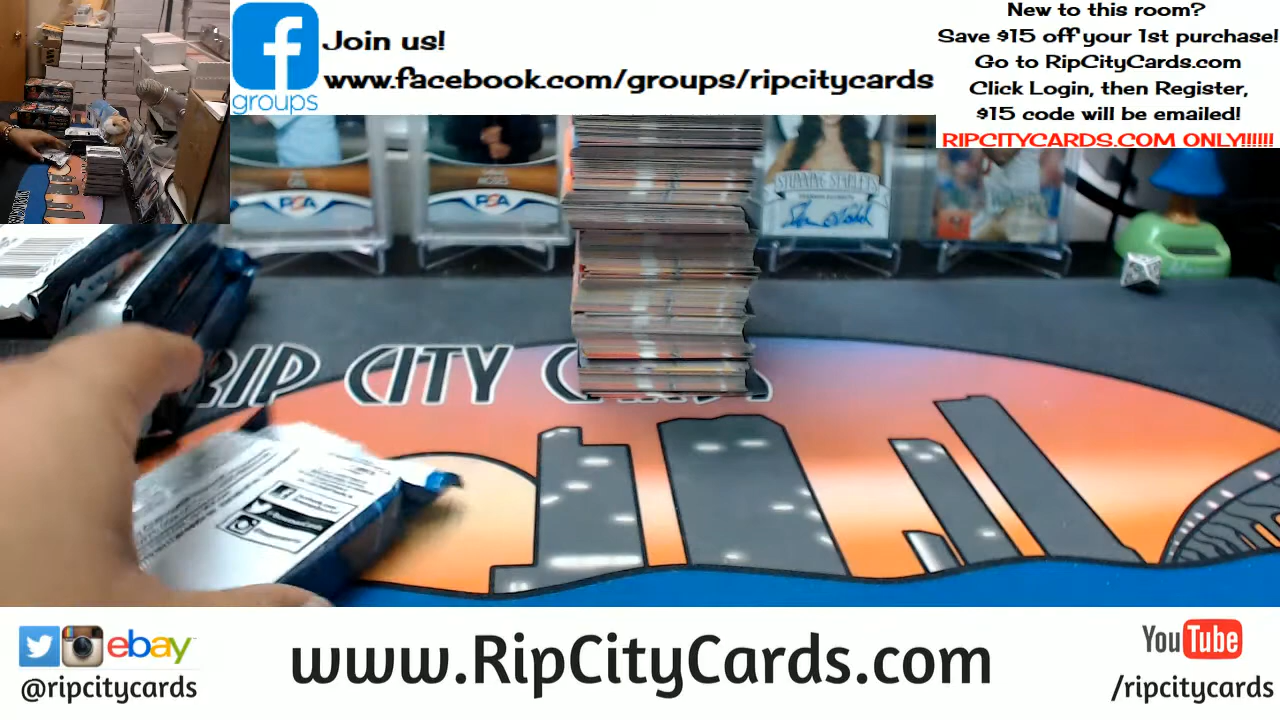 Join us!
www.facebook.com/groups/ripcitycards
groups
New to this room?
Save $15 off your 1st purchase!
Go to RipCityCards.com
Click Login, then Register,
$15 code will be emailed!
RIPCITYCARDS.COM ONLY!!!!!!
PSA
PSA
STUNNING STARLETS
RIP CITY
ebay
@ripcitycards
www.RipCityCards.com
YouTube
/ripcitycards